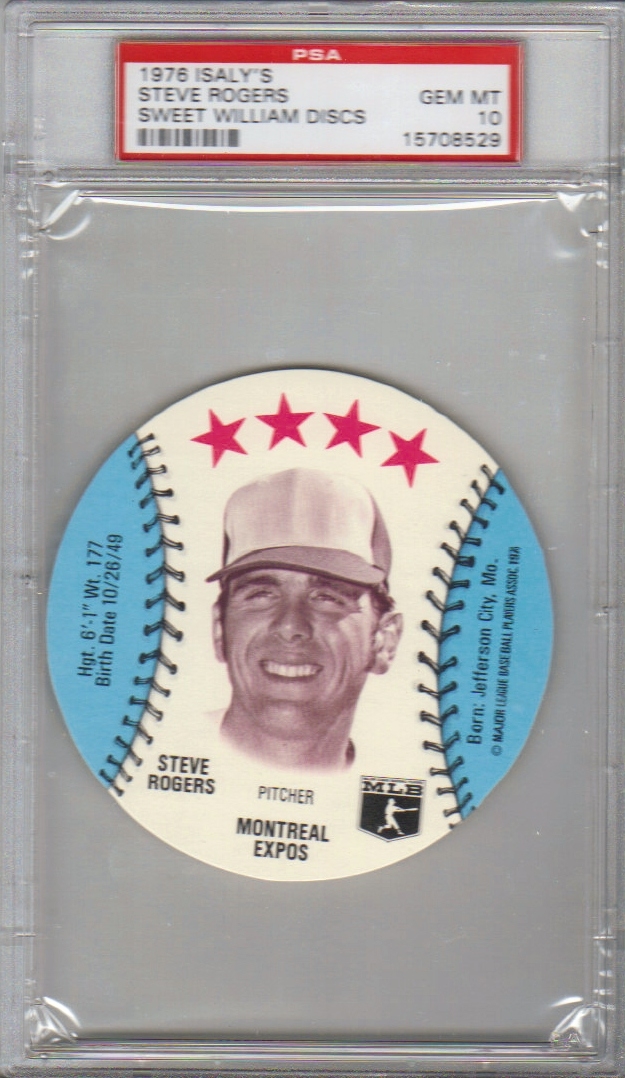 PSA
1976 ISALY'S
STEVE ROGERS
GEM MT
SWEET WILLIAM DISCS
10
15708529
Hgt. 6'-1" Wt. 177
Birth Date 10/26/49
Born: Jefferson City, Mo.
© MAJOR LEAGUE BASEBALL PLAYERS ASSOC. 1976
STEVE
ROGERS
PITCHER
MLB
MONTREAL
EXPOS